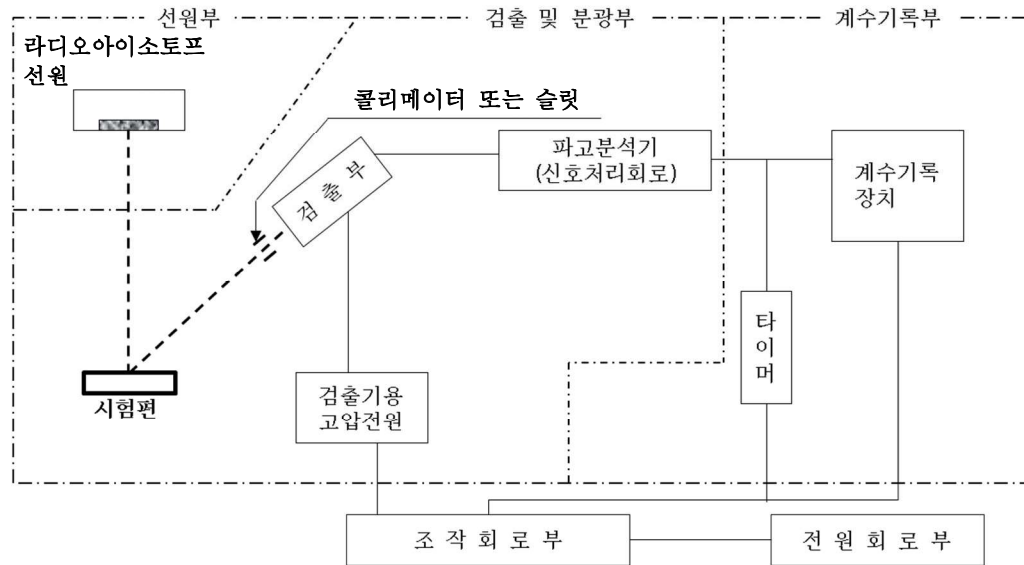 선원부
검출 및 분광부
계수기록부
라디오아이소토프
선원
콜리메이터 또는 슬릿
검출부
파고분석기
(신호처리회로)
계수기록
장치
타이머
시험편
검출기용
고압전원
조작회로부
전원회로부